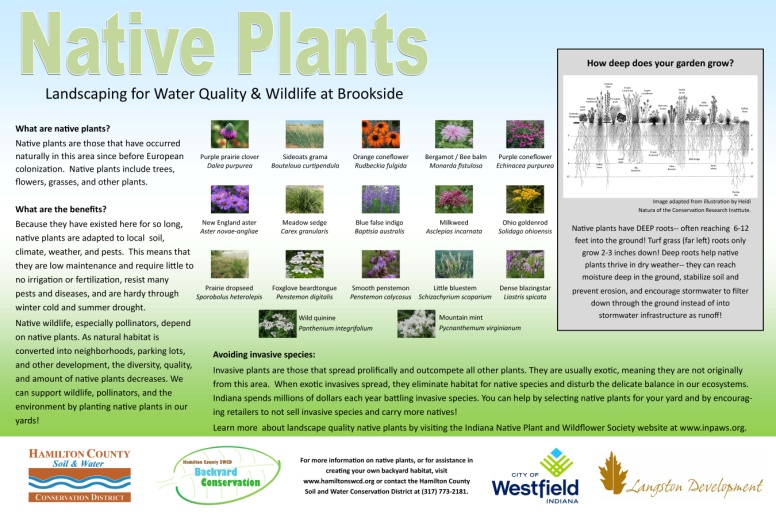 Native Plants
Landscaping for Water Quality & Wildlife at Brookside
What are native plants?
Native plants are those that have occurred
naturally in this area since before European
colonization. Native plants include trees,
flowers, grasses, and other plants.
What are the benefits?
Because they have existed here for so long,
native plants are adapted to local soil,
climate, weather, and pests. This means that
they are low maintenance and require little to
no irrigation or fertilization, resist many
pests and diseases, and are hardy through
winter cold and summer drought.
Native wildlife, especially pollinators, depend
on native plants. As natural habitat is
converted into neighborhoods, parking lots,
and other development, the diversity, quality,
and amount of native plants decreases. We
can support wildlife, pollinators, and the
environment by planting native plants in our
yards!
Purple prairie clover
Dalea purpurea
Sideoats grama
Bouteloua curtipendula
Orange coneflower
Rudbeckia fulgida
Bergamot / Bee balm
Monarda fistulosa
Purple coneflower
Echinacea purpurea
New England aster
Aster novae-angliae
Meadow sedge
Carex granularis
Blue false indigo
Baptisia australis
Milkweed
Asclepias incarnata
Ohio goldenrod
Solidago ohioensis
Prairie dropseed
Sporobolus heterolepis
Foxglove beardtongue
Penstemon digitalis
Smooth penstemon
Penstemon calycosus
Little bluestem
Schizachyrium scoparium
Dense blazingstar
Liastris spicata
Wild quinine
Panthenium integrifolium
Mountain mint
Pycnanthemum virginianum
How deep does your garden grow?
Image adapted from illustration by Heidi
Natura of the Conservation Research Institute.
Native plants have DEEP roots-- often reaching 6-12
feet into the ground! Turf grass (far left) roots only
grow 2-3 inches down! Deep roots help native
plants thrive in dry weather-- they can reach
moisture deep in the ground, stabilize soil and
prevent erosion, and encourage stormwater to filter
down through the ground instead of into
stormwater infrastructure as runoff!
Avoiding invasive species:
Invasive plants are those that spread prolifically and outcompete all other plants. They are usually exotic, meaning they are not originally
from this area. When exotic invasives spread, they eliminate habitat for native species and disturb the delicate balance in our ecosystems.
Indiana spends millions of dollars each year battling invasive species. You can help by selecting native plants for your yard and by encourag-
ing retailers to not sell invasive species and carry more natives!
Learn more about landscape quality native plants by visiting the Indiana Native Plant and Wildflower Society website at www.inpaws.org.
HAMILTON COUNTY
Soil & Water
CONSERVATION DISTRICT
Hamilton County SWCD
Backyard
Conservation
For more information on native plants, or for assistance in
creating your own backyard habitat, visit
www.hamiltonswcd.org or contact the Hamilton County
Soil and Water Conservation District at (317) 773-2181.
CITY OF
Westfield
INDIANA
Langston Development